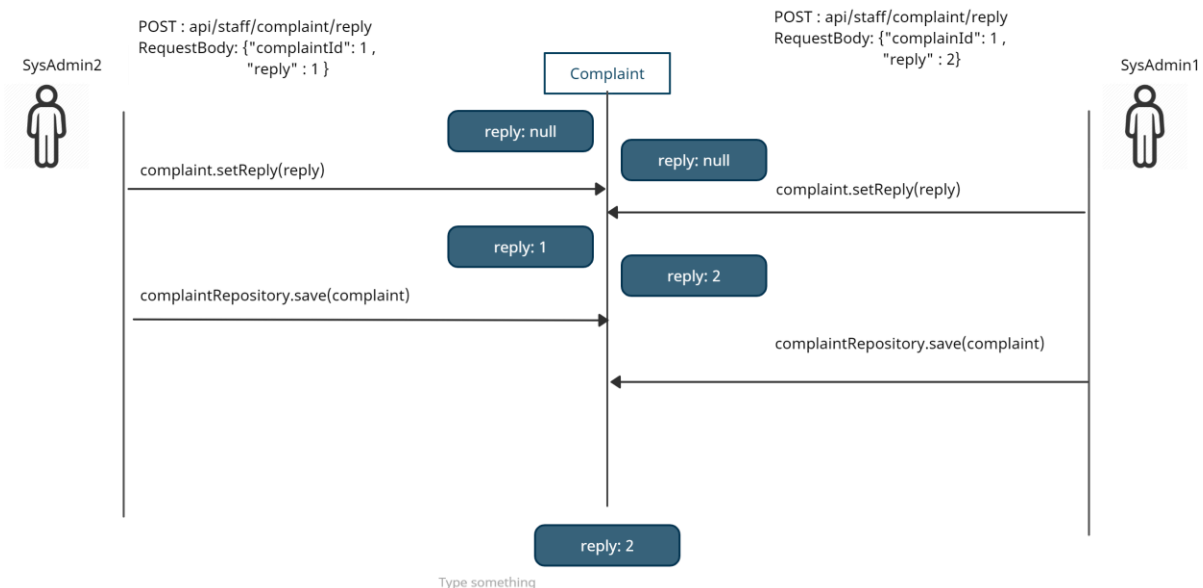 POST : api/staff/complaint/reply
RequestBody: {"complaintId": 1 ,
"reply" : 1 }
POST : api/staff/complaint/reply
RequestBody: {"complainId": 1 ,
"reply" : 2}
SysAdmin2
Complaint
SysAdmin1
reply: null
reply: null
complaint.setReply(reply)
complaint.setReply(reply)
reply: 1
reply: 2
complaintRepository.save(complaint)
complaintRepository.save(complaint)
reply: 2
Type something